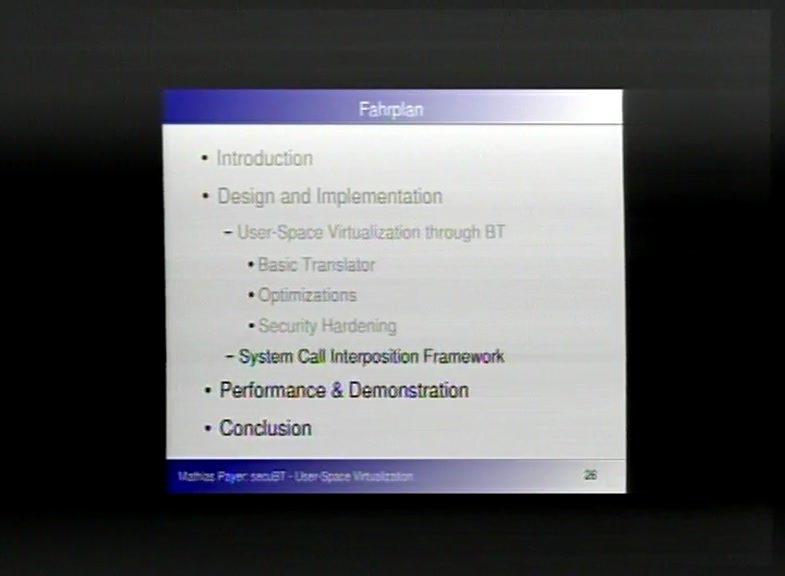 Fahrplan
• Introduction
• Design and Implementation
– User-Space Virtualization through BT
• Basic Translator
• Optimizations
• Security Hardening
– System Call Interposition Framework
• Performance & Demonstration
• Conclusion
Mathias Payer: secuBT - User-Space Virtualization 26